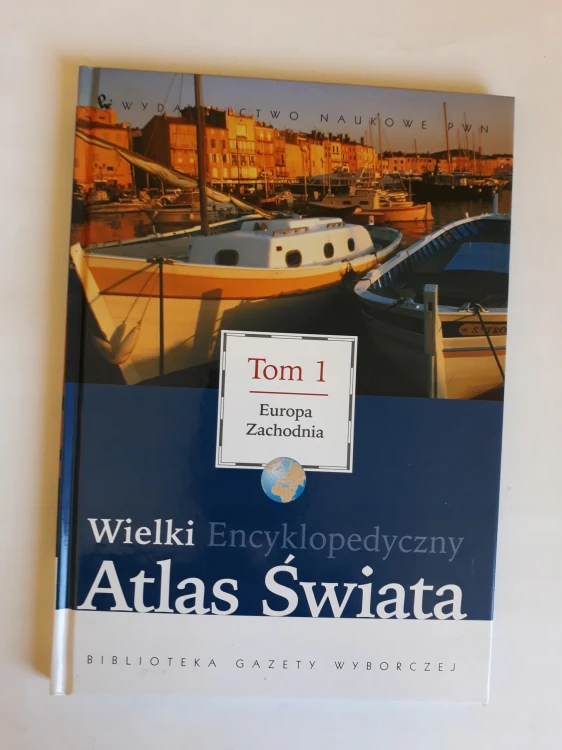 WYDAWNICTWO NAUKOWE PWN
Tom 1
Europa
Zachodnia
Wielki Encyklopedyczny
Atlas Świata
BIBLIOTEKA GAZETY WYBORCZEJ